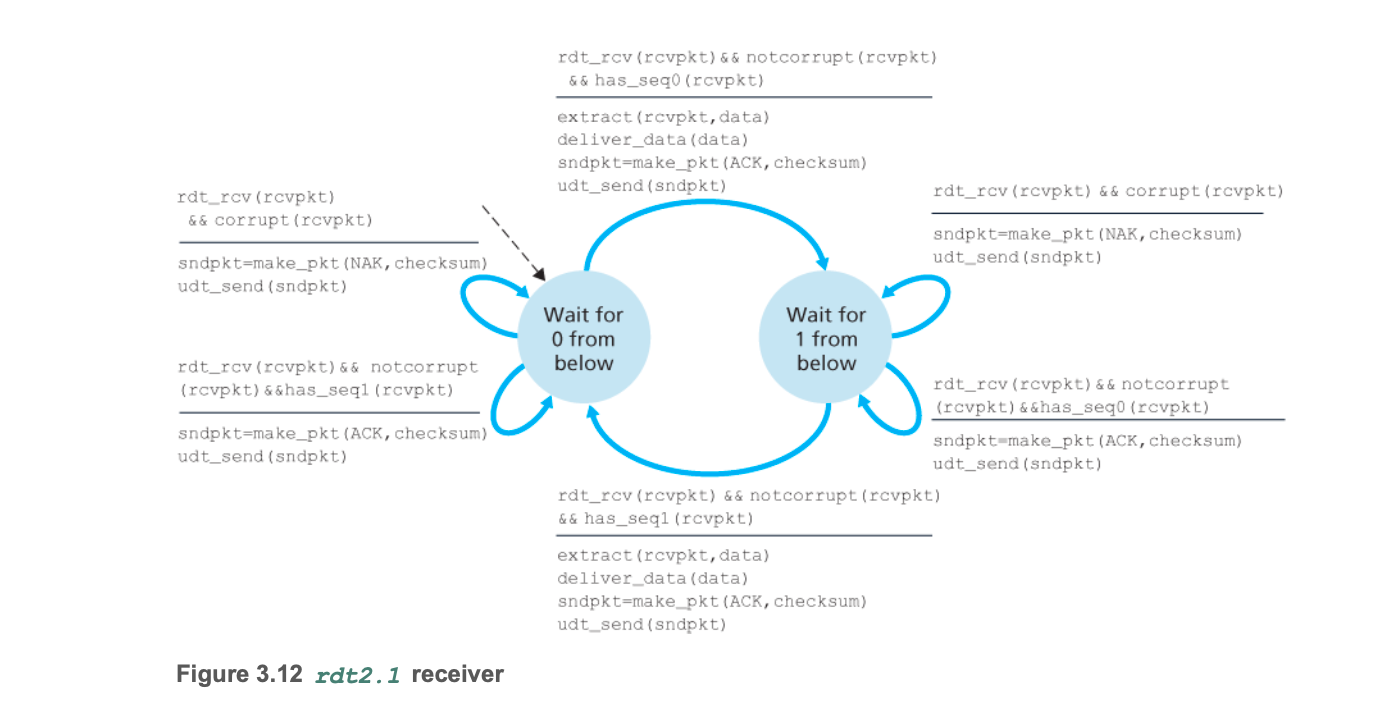 rdt_rcv(rcvpkt)&& notcorrupt(rcvpkt)
&& has_seq0(rcvpkt)
extract(rcvpkt,data)
deliver_data(data)
sndpkt=make_pkt(ACK,checksum)
udt_send(sndpkt)
rdt_rcv(rcvpkt)
&& corrupt(rcvpkt)
sndpkt=make_pkt(NAK,checksum)
udt_send(sndpkt)
rdt_rcv(rcvpkt) && corrupt(rcvpkt)
sndpkt=make_pkt(NAK,checksum)
udt_send(sndpkt)
Wait for
0 from
below
Wait for
1 from
below
rdt_rcv(rcvpkt)&& notcorrupt
(rcvpkt)&&has_seq1(rcvpkt)
sndpkt=make_pkt(ACK,checksum)
udt_send(sndpkt)
rdt_rcv(rcvpkt)&& notcorrupt
(rcvpkt)&&has_seq0(rcvpkt)
sndpkt=make_pkt(ACK,checksum)
udt_send(sndpkt)
rdt_rcv(rcvpkt) && notcorrupt(rcvpkt)
&& has_seq1(rcvpkt)
extract(rcvpkt,data)
deliver_data(data)
sndpkt=make_pkt(ACK,checksum)
udt_send(sndpkt)
Figure 3.12 rdt2.1 receiver